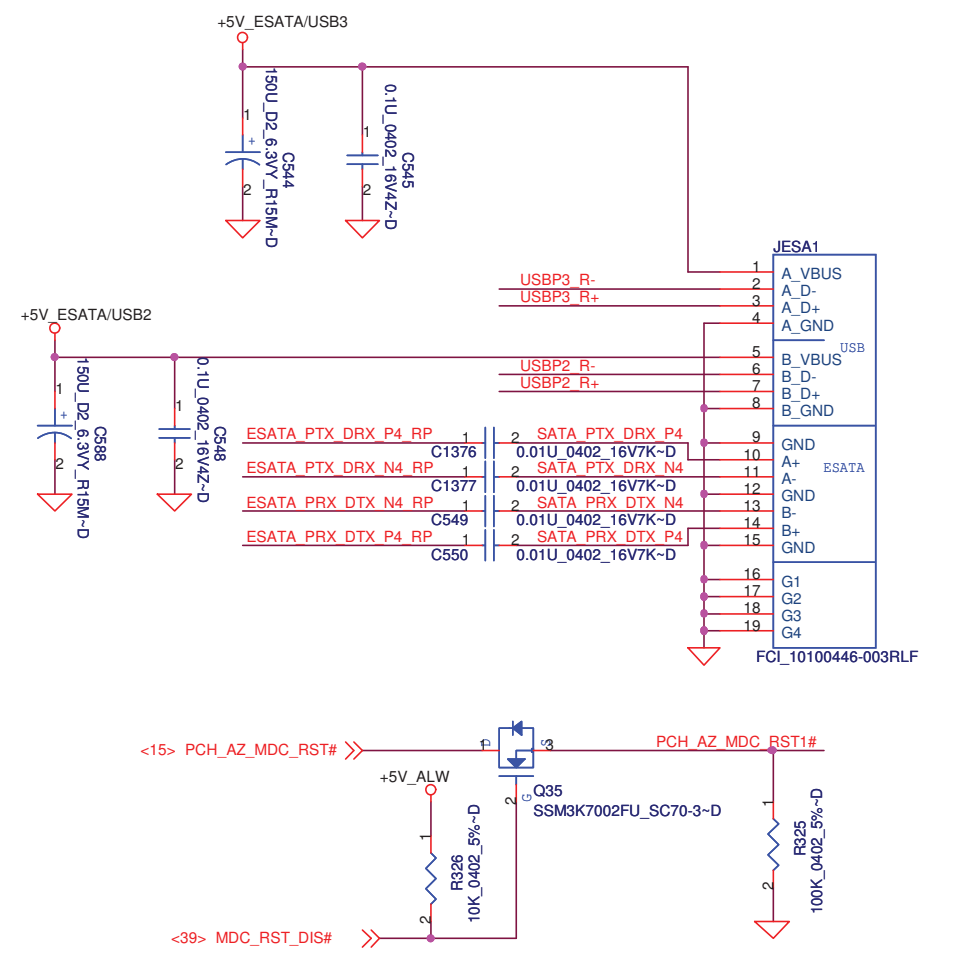 +5V_ESATA/USB3
1
+
2
150U_D2_6.3VY_R15M~D
C544
1
2
0.1U_0402_16V4Z~D
C545
JESA1
1 A_VBUS
USBP3_R- 2 A_D-
USBP3_R+ 3 A_D+
4 A_GND
USB
+5V_ESATA/USB2
5 B_VBUS
USBP2_R- 6 B_D-
USBP2_R+ 7 B_D+
8 B_GND
1
+
2
150U_D2_6.3VY_R15M~D
C588
1
2
0.1U_0402_16V4Z~D
C548
ESATA_PTX_DRX_P4_RP 1 2 SATA_PTX_DRX_P4
C1376 0.01U_0402_16V7K~D
ESATA_PTX_DRX_N4_RP 1 2 SATA_PTX_DRX_N4
C1377 0.01U_0402_16V7K~D
ESATA_PRX_DTX_N4_RP 1 2 SATA_PRX_DTX_N4
C549 0.01U_0402_16V7K~D
ESATA_PRX_DTX_P4_RP 1 2 SATA_PRX_DTX_P4
C550 0.01U_0402_16V7K~D
9 GND
10 A+
11 A-
ESATA
12 GND
13 B-
14 B+
15 GND
16 G1
17 G2
18 G3
19 G4
FCI_10100446-003RLF
<15> PCH_AZ_MDC_RST#
1 D
S 3
PCH_AZ_MDC_RST1#
+5V_ALW
2 G
Q35
SSM3K7002FU_SC70-3~D
1
2
R326
10K_0402_5%~D
1
2
R325
100K_0402_5%~D
<39> MDC_RST_DIS#